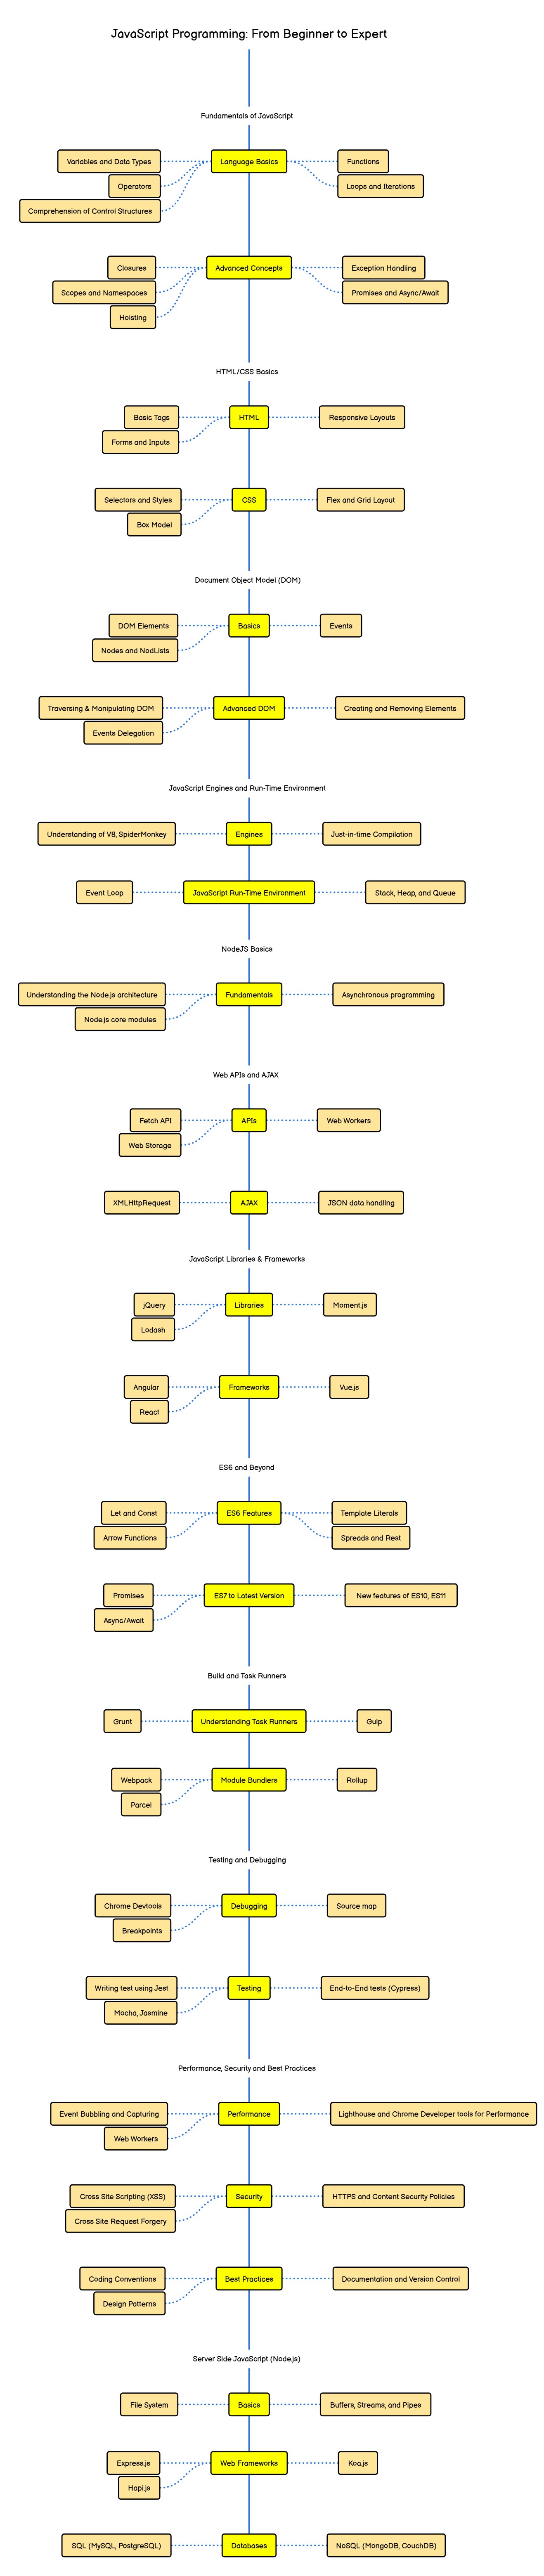 JavaScript Programming: From Beginner to Expert
Fundamentals of JavaScript
Variables and Data Types
Language Basics
Functions
Operators
Loops and Iterations
Comprehension of Control Structures
Closures
Advanced Concepts
Exception Handling
Scopes and Namespaces
Promises and Async/Await
Hoisting
HTML/CSS Basics
Basic Tags
HTML
Responsive Layouts
Forms and Inputs
Selectors and Styles
CSS
Flex and Grid Layout
Box Model
Document Object Model (DOM)
DOM Elements
Basics
Events
Nodes and NodLists
Traversing & Manipulating DOM
Advanced DOM
Creating and Removing Elements
Events Delegation
JavaScript Engines and Run-Time Environment
Understanding of V8, SpiderMonkey
Engines
Just-in-time Compilation
Event Loop
JavaScript Run-Time Environment
Stack, Heap, and Queue
NodeJS Basics
Understanding the Node.js architecture
Fundamentals
Asynchronous programming
Node.js core modules
Web APIs and AJAX
Fetch API
APIs
Web Workers
Web Storage
XMLHttpRequest
AJAX
JSON data handling
JavaScript Libraries & Frameworks
jQuery
Libraries
Moment.js
Lodash
Angular
Frameworks
Vue.js
React
ES6 and Beyond
Let and Const
ES6 Features
Template Literals
Arrow Functions
Spreads and Rest
Promises
ES7 to Latest Version
New features of ES10, ES11
Async/Await
Build and Task Runners
Grunt
Understanding Task Runners
Gulp
Webpack
Module Bundlers
Rollup
Parcel
Testing and Debugging
Chrome Devtools
Debugging
Source map
Breakpoints
Writing test using Jest
Testing
End-to-End tests (Cypress)
Mocha, Jasmine
Performance, Security and Best Practices
Event Bubbling and Capturing
Performance
Lighthouse and Chrome Developer tools for Performance
Web Workers
Cross Site Scripting (XSS)
Security
HTTPS and Content Security Policies
Cross Site Request Forgery
Coding Conventions
Best Practices
Documentation and Version Control
Design Patterns
Server Side JavaScript (Node.js)
File System
Basics
Buffers, Streams, and Pipes
Express.js
Web Frameworks
Koa.js
Hapi.js
SQL (MySQL, PostgreSQL)
Databases
NoSQL (MongoDB, CouchDB)